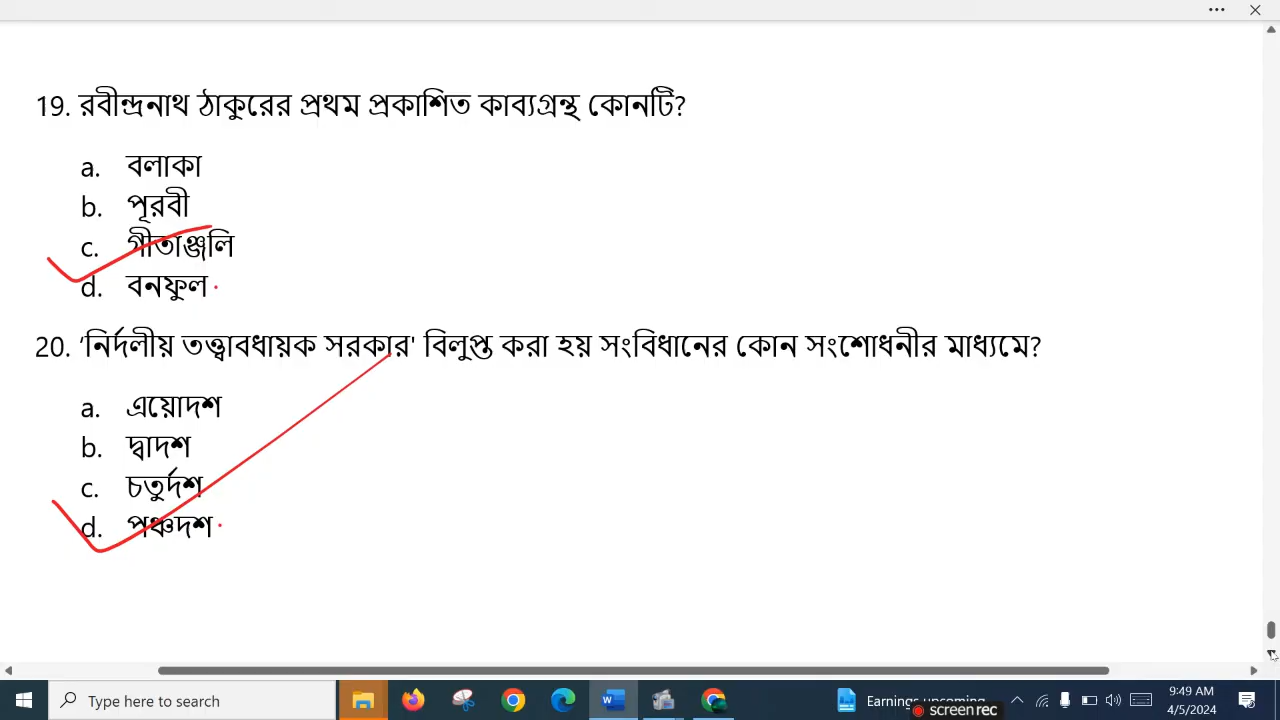 19. রবীন্দ্রনাথ ঠাকুরের প্রথম প্রকাশিত কাব্যগ্রন্থ কোনটি?
a. বলাকা
b. পূরবী
c. গীতাঞ্জলি
d. বনফুল
20. ‘নির্দলীয় তত্ত্বাবধায়ক সরকার' বিলুপ্ত করা হয় সংবিধানের কোন সংশোধনীর মাধ্যমে?
a. এয়োদশ
b. দ্বাদশ
c. চতুর্দশ
d. পঞ্চদশ
Type here to search
Earnings upcoming
9:49 AM
4/5/2024
screen rec